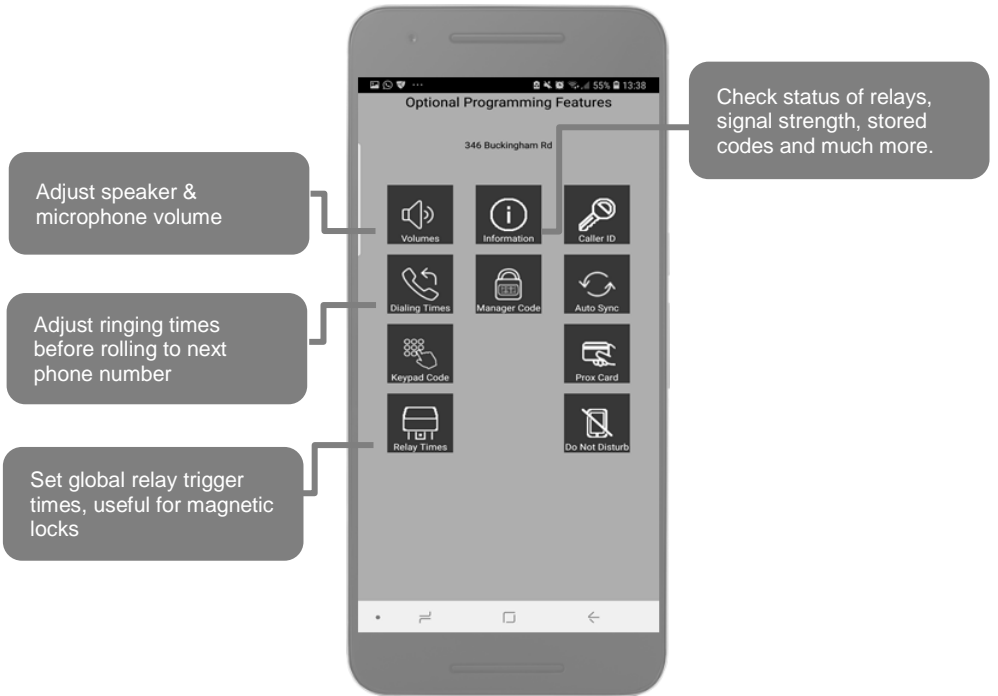 55% 13:38
Optional Programming Features
346 Buckingham Rd
Check status of relays,
signal strength, stored
codes and much more.
Adjust speaker &
microphone volume
Volumes
Information
Caller ID
Adjust ringing times
before rolling to next
phone number
Dialing Times
Manager Code
Auto Sync
Keypad Code
Prox Card
Set global relay trigger
times, useful for magnetic
locks
Relay Times
Do Not Disturb